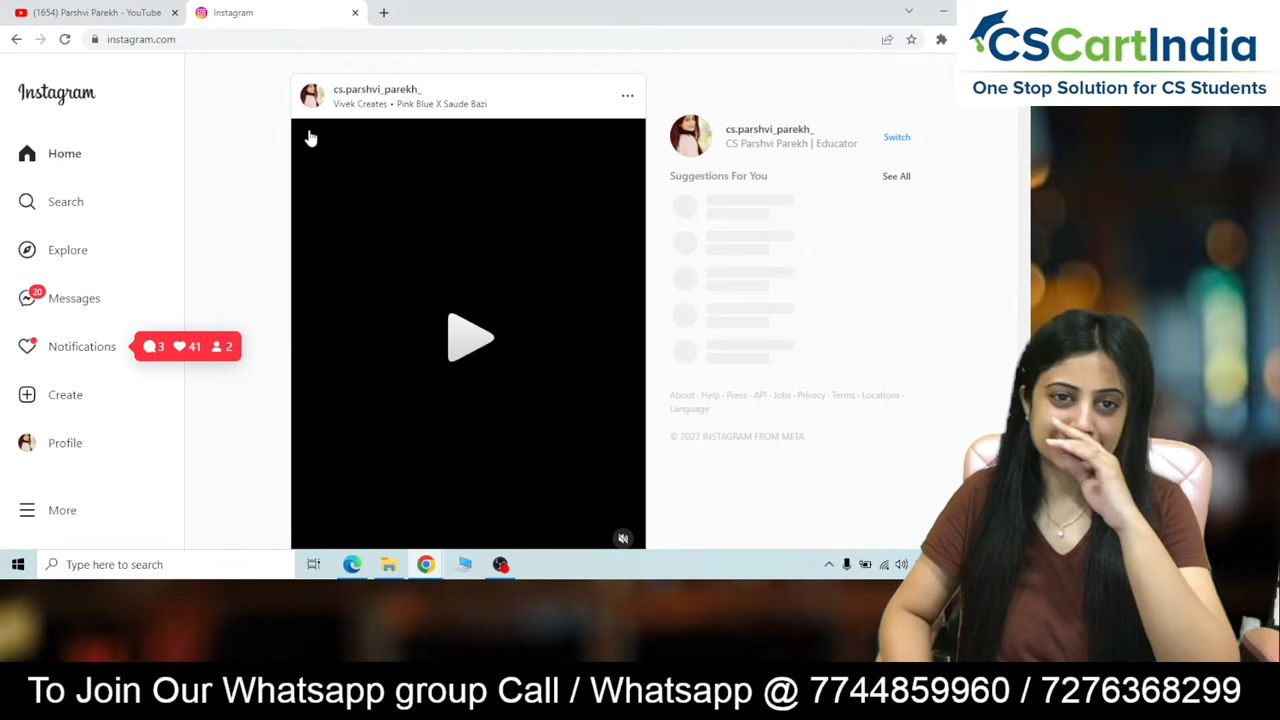 (1654) Parshvi Parekh - YouTube
Instagram
instagram.com
CSCartIndia
One Stop Solution for CS Students
Instagram
Home
Search
Explore
20
Messages
Notifications
3 41 2
Create
Profile
More
cs.parshvi_parekh_
Vivek Creates • Pink Blue X Saude Bazi
cs.parshvi_parekh_
CS Parshvi Parekh | Educator
Switch
Suggestions For You
See All
About · Help · Press · API · Jobs · Privacy · Terms · Locations ·
Language
© 2022 INSTAGRAM FROM META
Type here to search
To Join Our Whatsapp group Call / Whatsapp @ 7744859960 / 7276368299